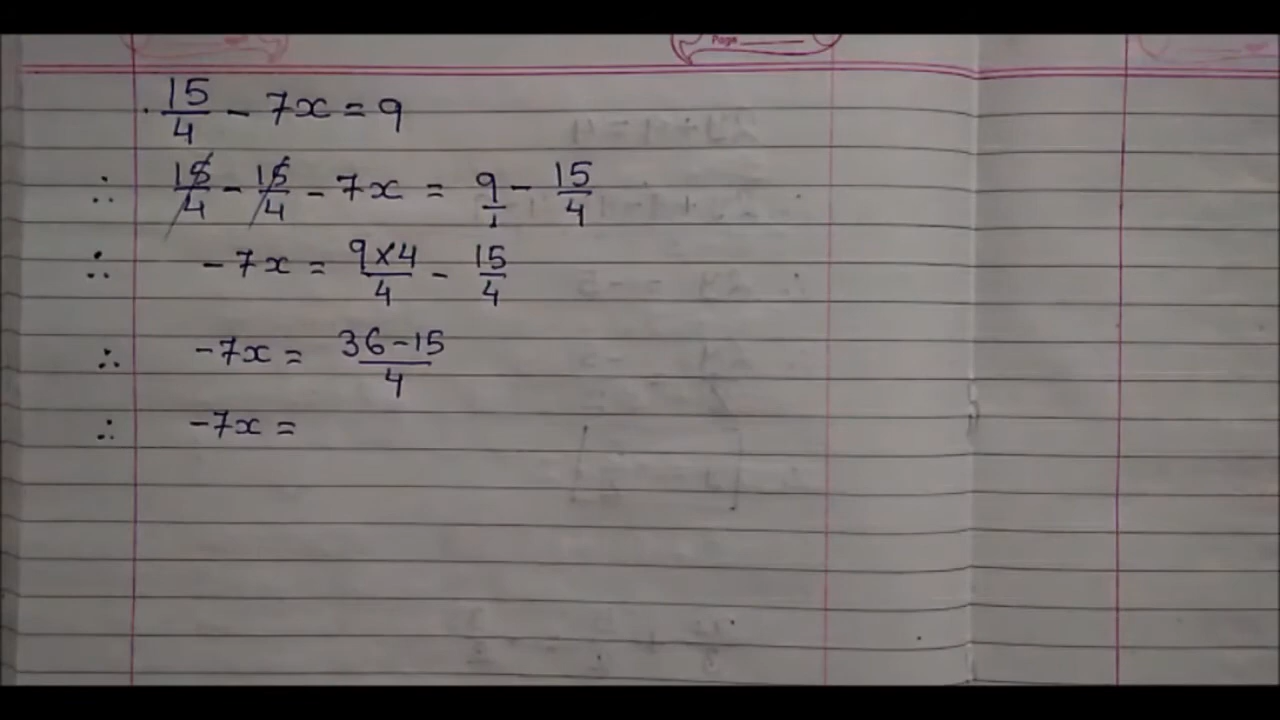 Page
15/4 - 7x = 9
∴ 15/4 - 15/4 - 7x = 9/1 - 15/4
∴ -7x = 9×4/4 - 15/4
∴ -7x = 36-15/4
∴ -7x =